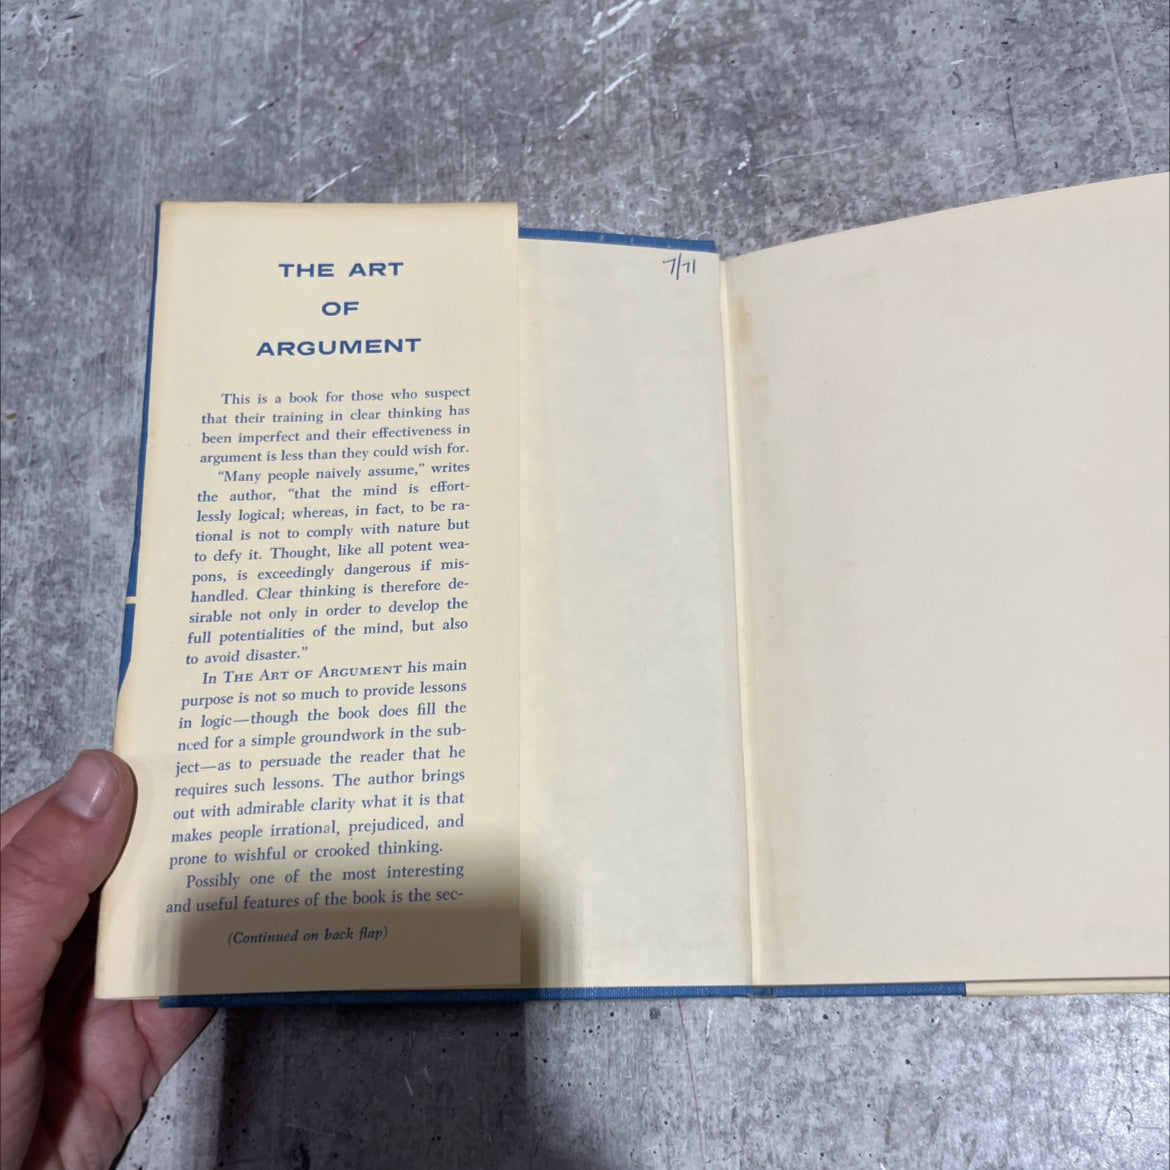 THE ART
OF
ARGUMENT
This is a book for those who suspect
that their training in clear thinking has
been imperfect and their effectiveness in
argument is less than they could wish for.
“Many people naively assume,” writes
the author, “that the mind is effort-
lessly logical; whereas, in fact, to be ra-
tional is not to comply with nature but
to defy it. Thought, like all potent wea-
pons, is exceedingly dangerous if mis-
handled. Clear thinking is therefore de-
sirable not only in order to develop the
full potentialities of the mind, but also
to avoid disaster.”
In THE ART OF ARGUMENT his main
purpose is not so much to provide lessons
in logic—though the book does fill the
need for a simple groundwork in the sub-
ject—as to persuade the reader that he
requires such lessons. The author brings
out with admirable clarity what it is that
makes people irrational, prejudiced, and
prone to wishful or crooked thinking.
Possibly one of the most interesting
and useful features of the book is the sec-
(Continued on back flap)
7/71